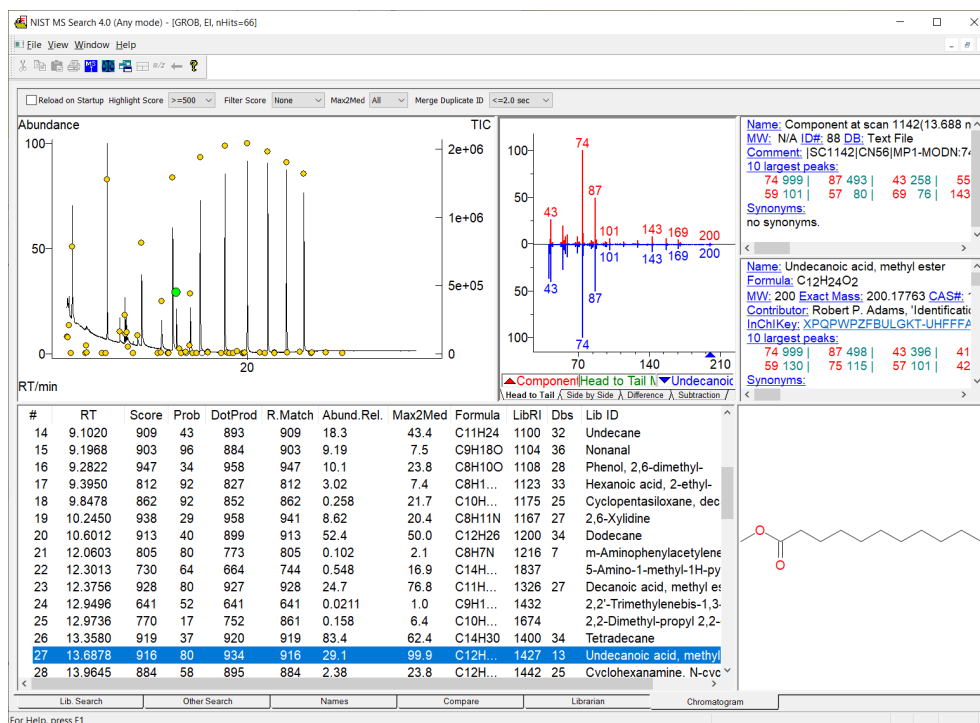 NIST MS Search 4.0 (Any mode) - [GROB, EI, nHits=66]
File View Window Help
Reload on Startup Highlight Score >=500 Filter Score None Max2Med All Merge Duplicate ID <=2.0 sec
Abundance TIC
100
50
0
2e+06
1e+06
5e+05
0
20
RT/min
100
50
0
50
100
74
87
43
101
143
169
200
43
87
101
143
169
200
74
70 140 210
Component Head to Tail M Undecanoic
Head to Tail Side by Side Difference Subtraction
Name: Component at scan 1142(13.688 m
MW: N/A ID#: 88 DB: Text File
Comment: |SC1142|CN56|MP1-MODN:74
10 largest peaks:
74 999 | 87 493 | 43 258 | 55
59 101 | 57 80 | 69 76 | 143
Synonyms:
no synonyms.
Name: Undecanoic acid, methyl ester
Formula: C12H24O2
MW: 200 Exact Mass: 200.17763 CAS#: 1
Contributor: Robert P. Adams, 'Identificatio
InChIKey: XPQPWPZFBULGKT-UHFFFA
10 largest peaks:
74 999 | 87 498 | 43 396 | 41
59 130 | 75 115 | 57 101 | 42
Synonyms:
# RT Score Prob DotProd R.Match Abund.Rel. Max2Med Formula LibRI Dbs Lib ID
14 9.1020 909 43 893 909 18.3 43.4 C11H24 1100 32 Undecane
15 9.1968 903 96 884 903 9.19 7.5 C9H18O 1104 36 Nonanal
16 9.2822 947 34 958 947 10.1 23.8 C8H10O 1108 28 Phenol, 2,6-dimethyl-
17 9.3950 812 92 827 812 3.02 7.4 C8H1... 1123 33 Hexanoic acid, 2-ethyl-
18 9.8478 862 92 852 862 0.258 21.7 C10H... 1175 25 Cyclopentasiloxane, dec
19 10.2450 938 29 958 941 8.62 20.4 C8H11N 1167 27 2,6-Xylidine
20 10.6012 913 40 899 913 52.4 50.0 C12H26 1200 34 Dodecane
21 12.0603 805 80 773 805 0.102 2.1 C8H7N 1216 7 m-Aminophenylacetylene
22 12.3013 730 64 664 744 0.548 16.9 C14H... 1837 5-Amino-1-methyl-1H-py
23 12.3756 928 80 927 928 24.7 76.8 C11H... 1326 27 Decanoic acid, methyl es
24 12.9496 641 52 641 641 0.0211 1.0 C9H1... 1432 2,2'-Trimethylenebis-1,3-
25 12.9736 770 17 752 861 0.158 6.4 C10H... 1674 2,2-Dimethyl-propyl 2,2-
26 13.3580 919 37 920 919 83.4 62.4 C14H30 1400 34 Tetradecane
27 13.6878 916 80 934 916 29.1 99.9 C12H... 1427 13 Undecanoic acid, methyl
28 13.9645 884 58 895 884 2.38 23.8 C12H... 1442 25 Cyclohexanamine, N-cyc
O
O
Lib. Search Other Search Names Compare Librarian Chromatogram
For Help, press F1